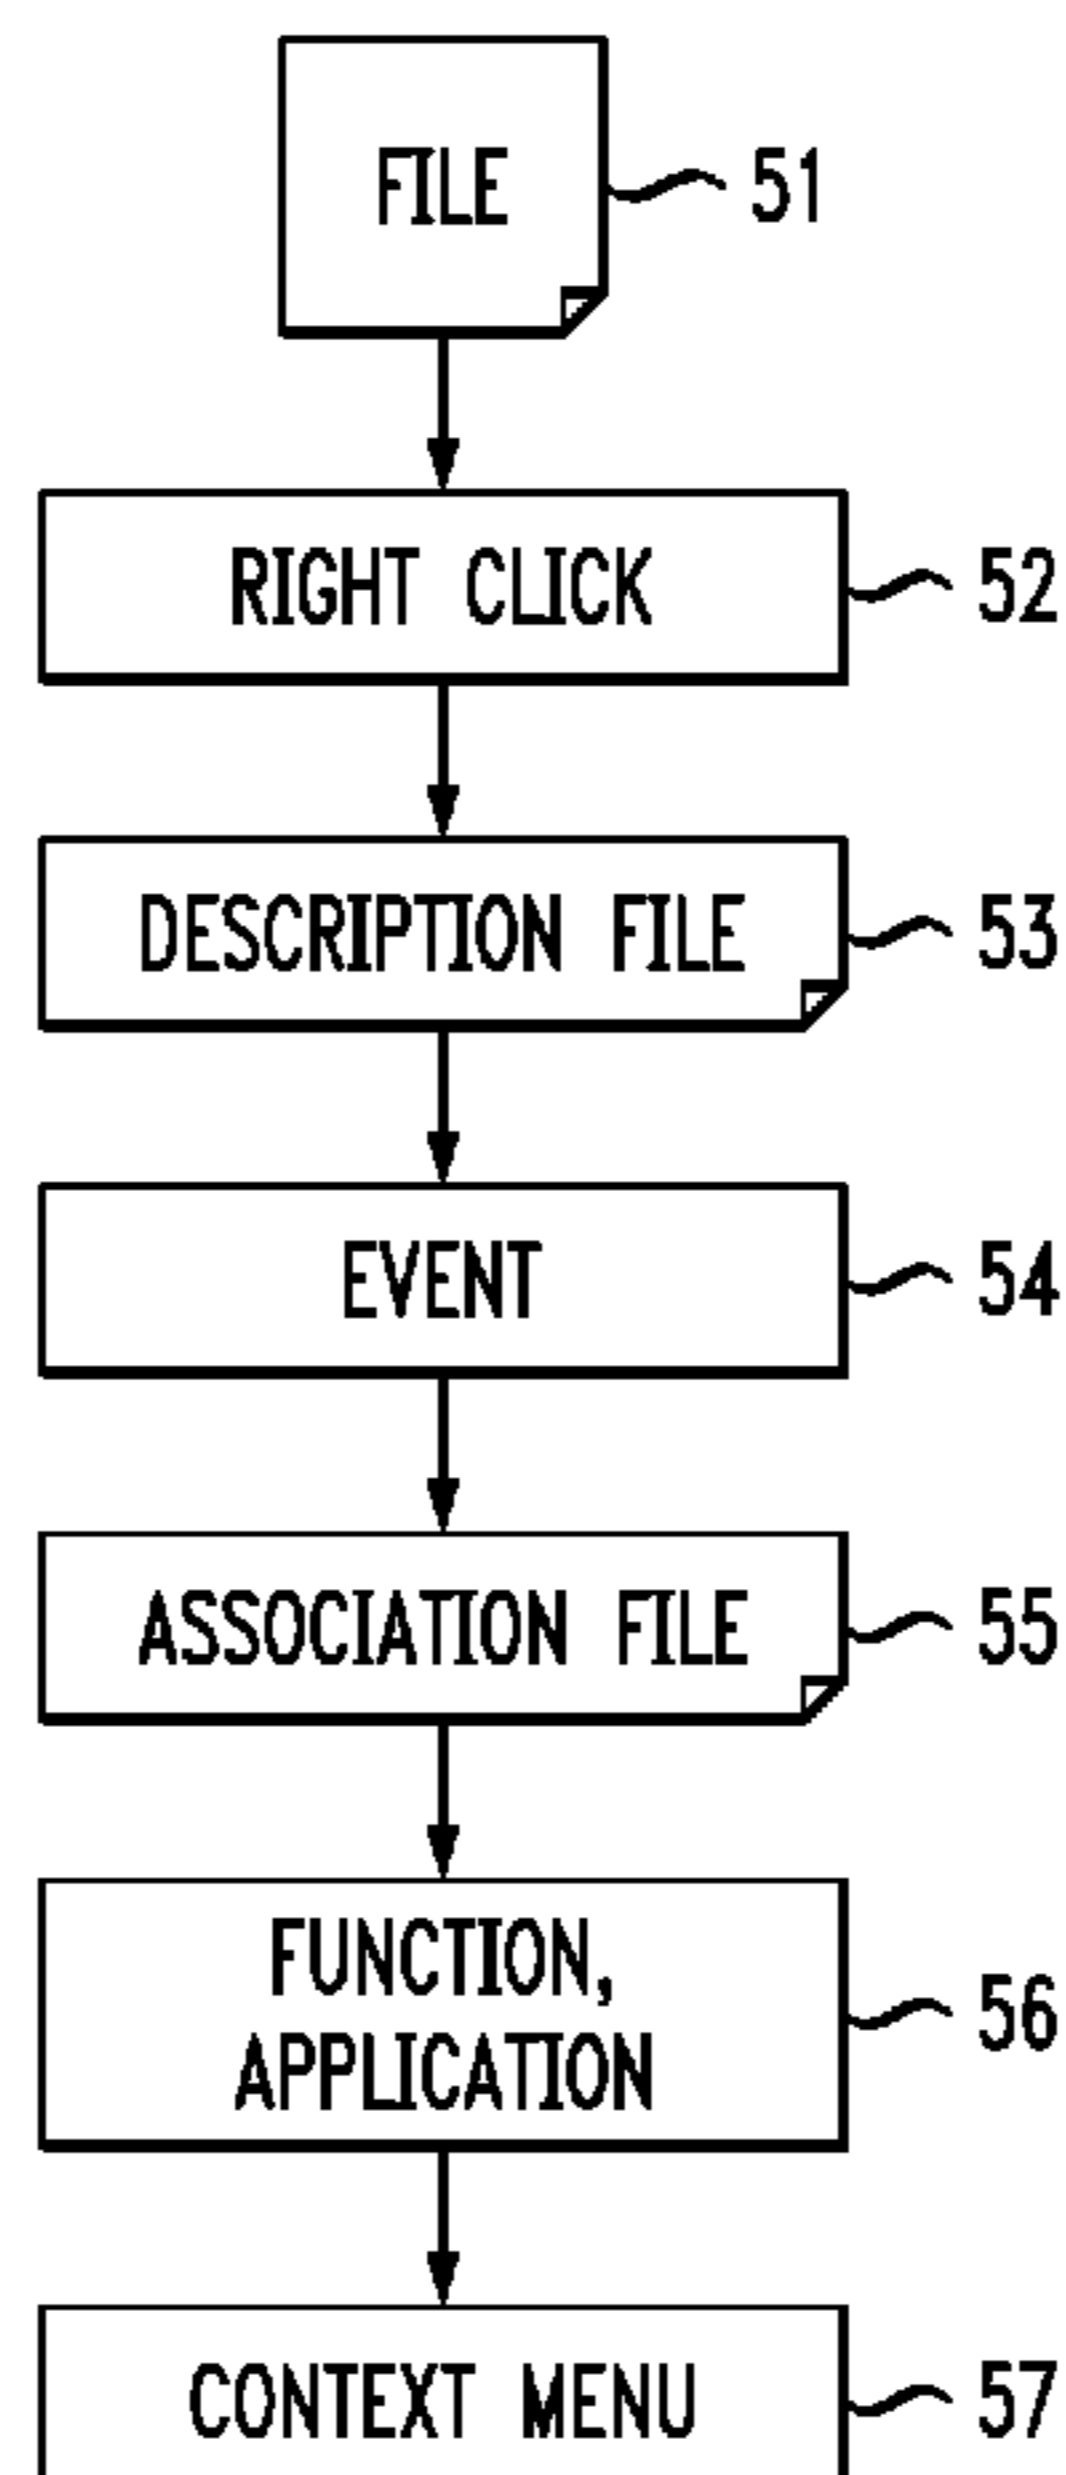 FILE 51
RIGHT CLICK 52
DESCRIPTION FILE 53
EVENT 54
ASSOCIATION FILE 55
FUNCTION,
APPLICATION 56
CONTEXT MENU 57